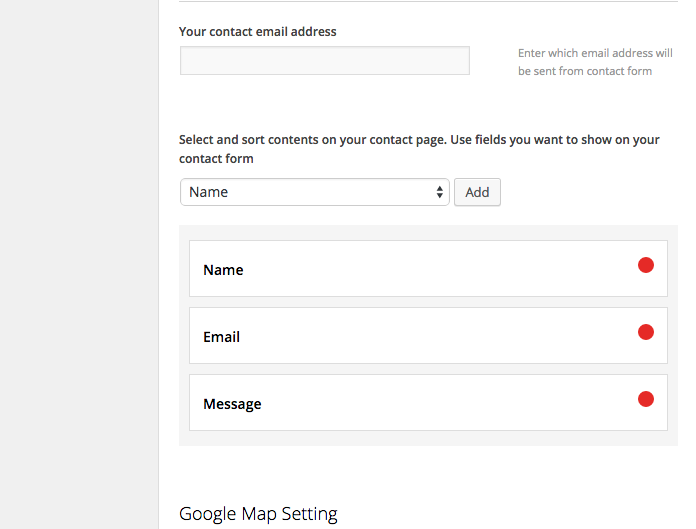 Your contact email address
Enter which email address will
be sent from contact form
Select and sort contents on your contact page. Use fields you want to show on your
contact form
Name
Add
Name
Email
Message
Google Map Setting